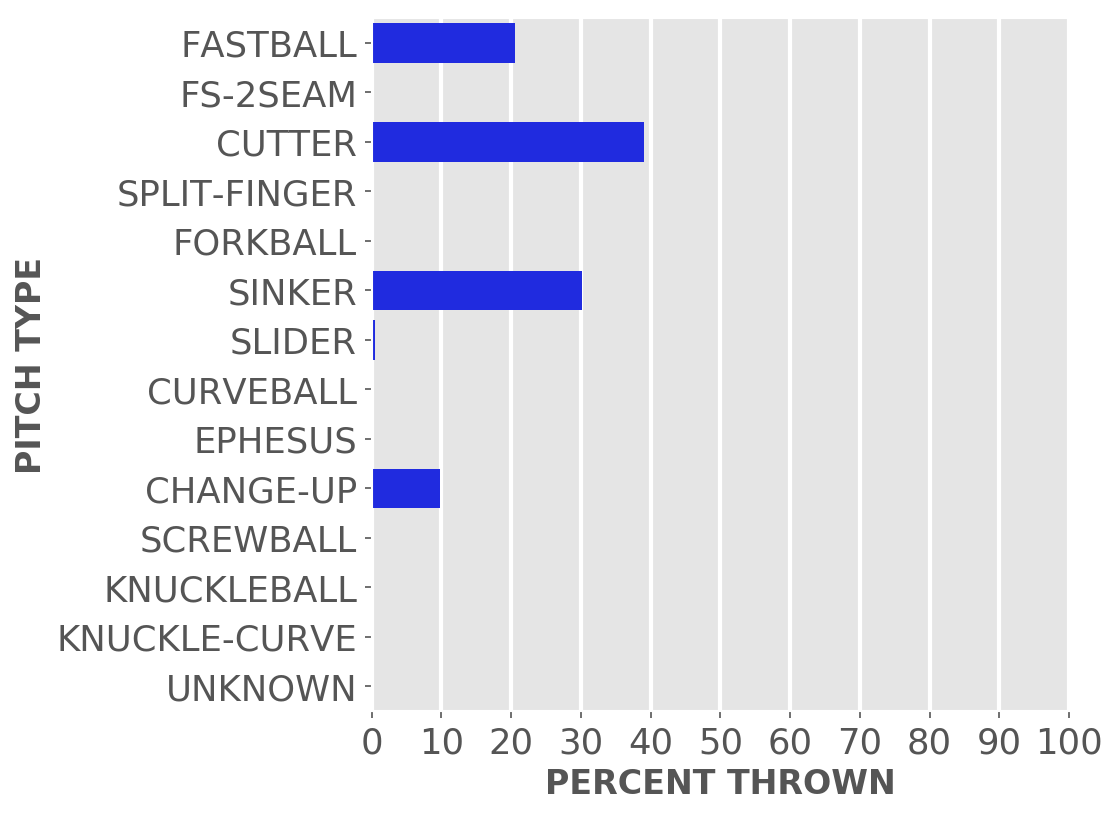 FASTBALL
FS-2SEAM
CUTTER
SPLIT-FINGER
FORKBALL
SINKER
SLIDER
CURVEBALL
EPHESUS
CHANGE-UP
SCREWBALL
KNUCKLEBALL
KNUCKLE-CURVE
UNKNOWN
PITCH TYPE
0 10 20 30 40 50 60 70 80 90 100
PERCENT THROWN